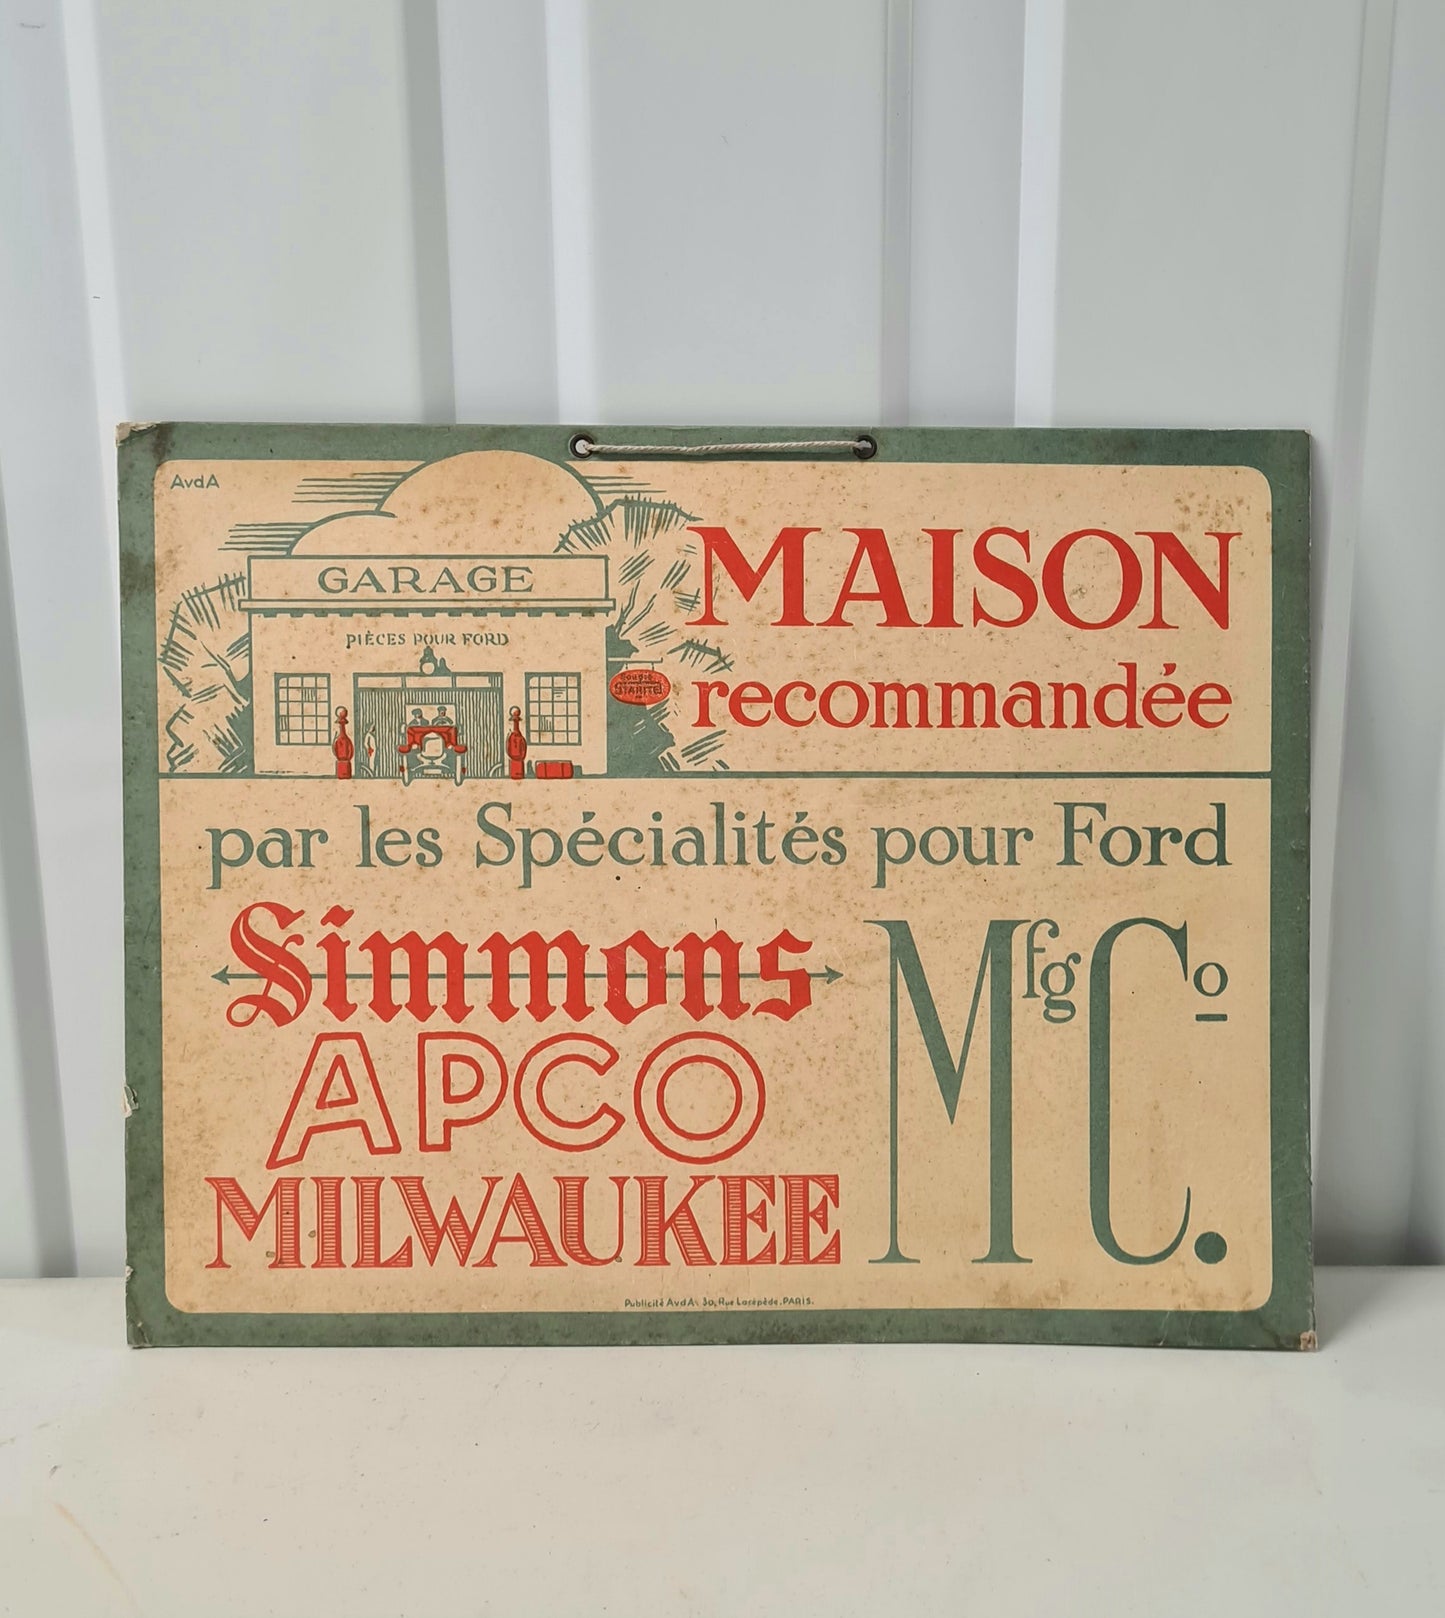 AvdA
GARAGE
PIÈCES POUR FORD
MAISON
recommandée
par les Spécialités pour Ford
Simmons
APCO
MILWAUKEE
Mfg Co.
Publicité AvdA. 30, Rue Lacépède. PARIS.